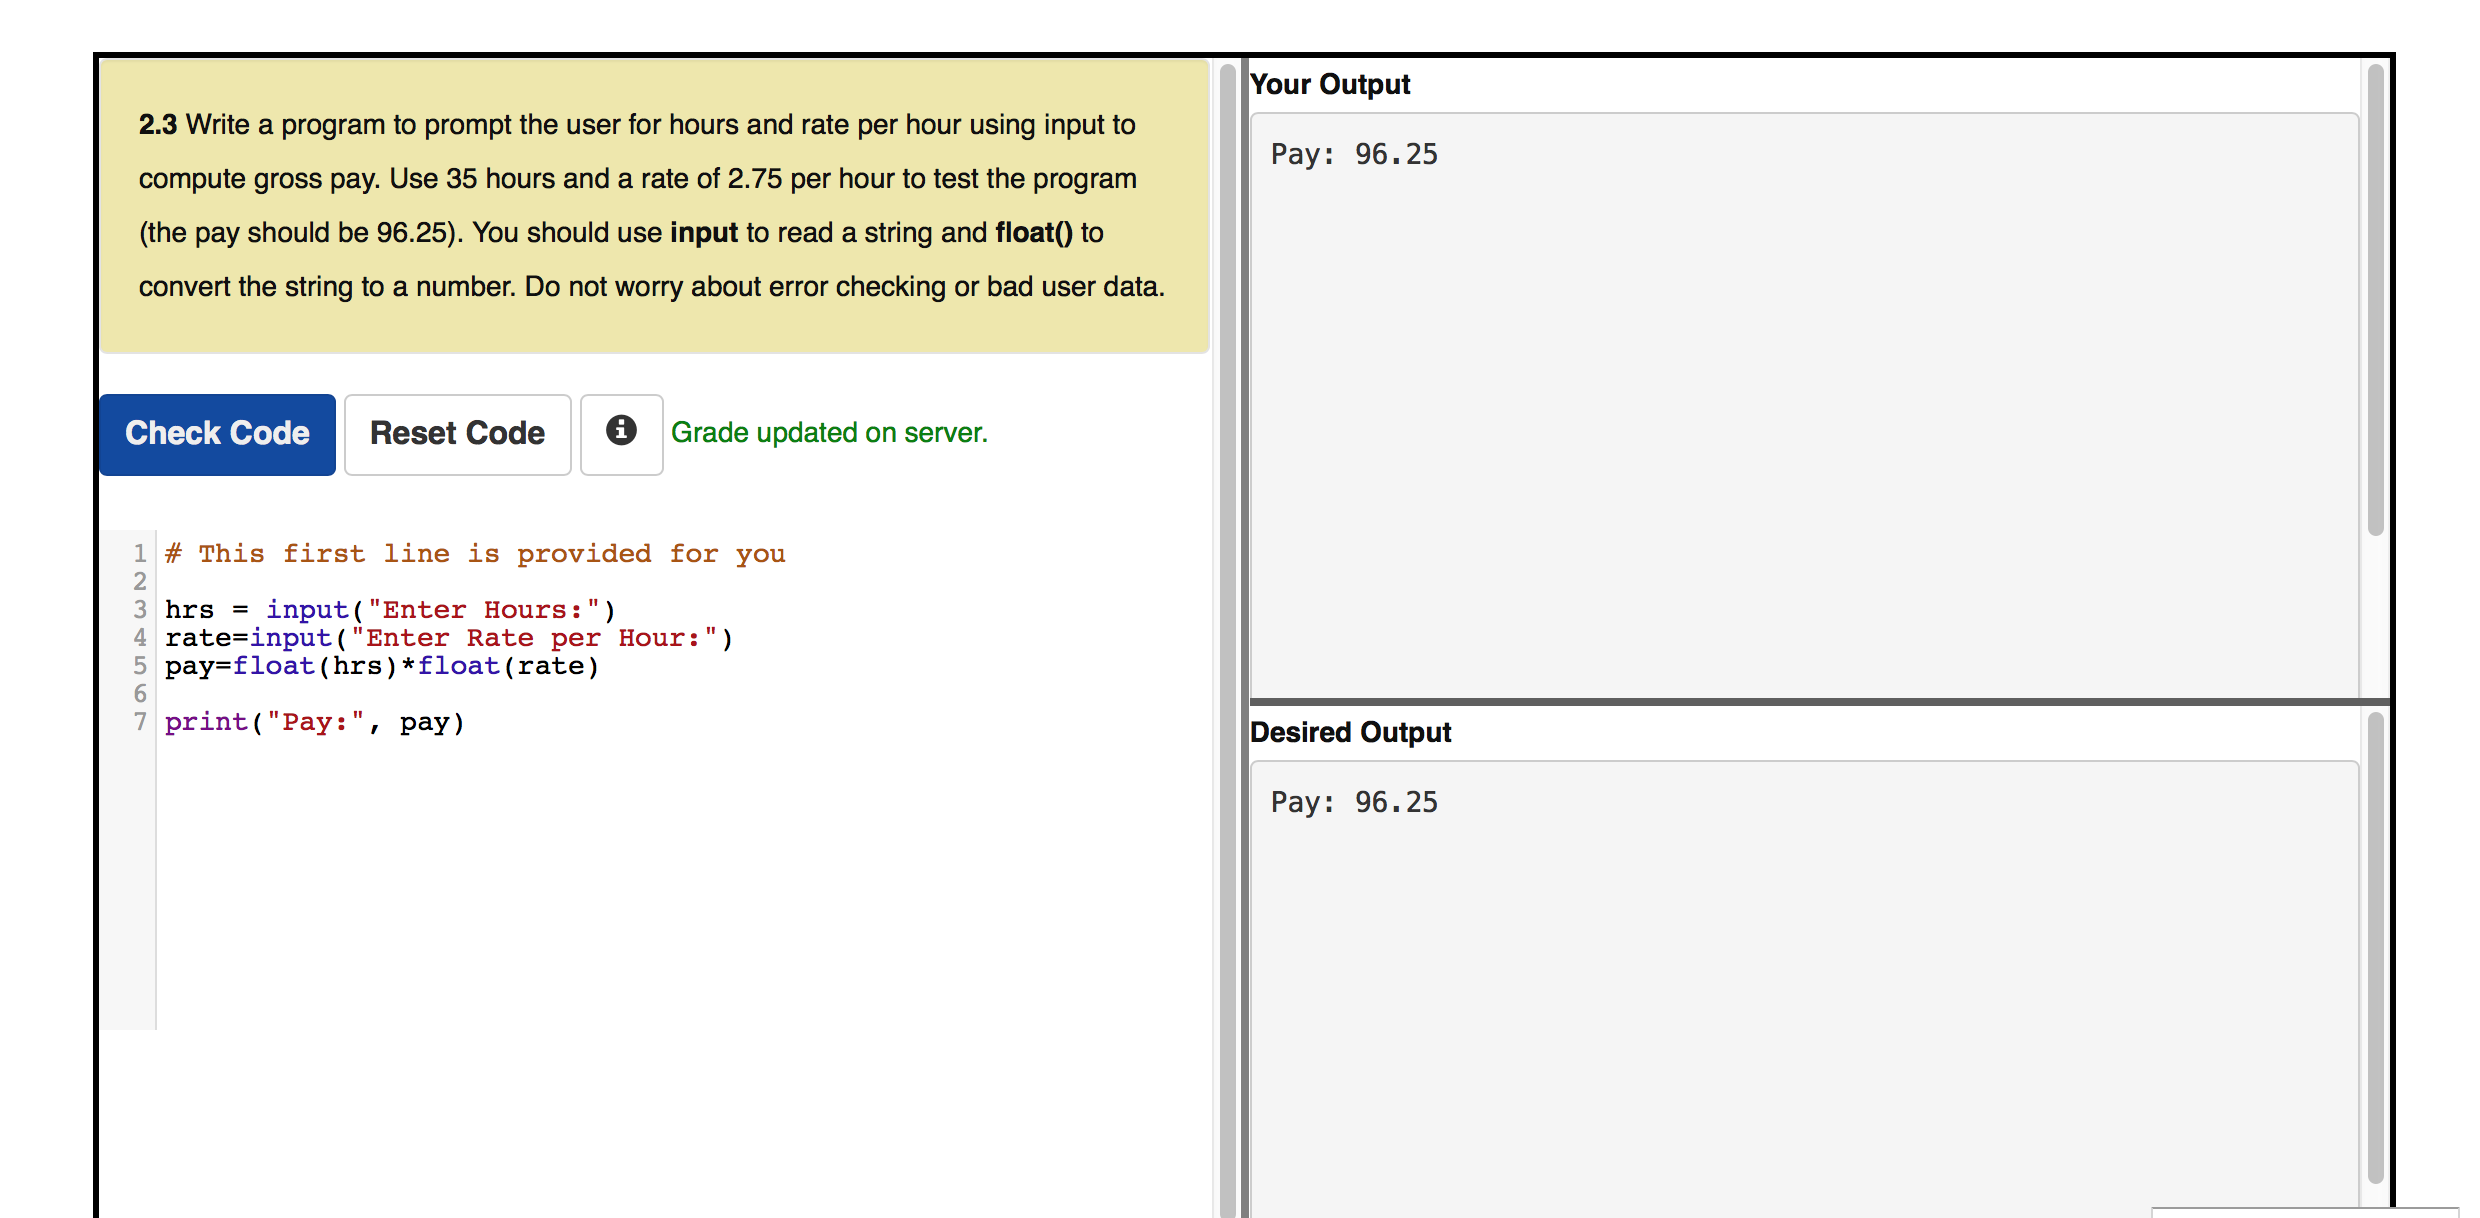 2.3 Write a program to prompt the user for hours and rate per hour using input to
compute gross pay. Use 35 hours and a rate of 2.75 per hour to test the program
(the pay should be 96.25). You should use input to read a string and float() to
convert the string to a number. Do not worry about error checking or bad user data.
Check Code Reset Code Grade updated on server.
1 # This first line is provided for you
2
3 hrs = input("Enter Hours:")
4 rate=input("Enter Rate per Hour:")
5 pay=float(hrs)*float(rate)
6
7 print("Pay:", pay)
Your Output
Pay: 96.25
Desired Output
Pay: 96.25